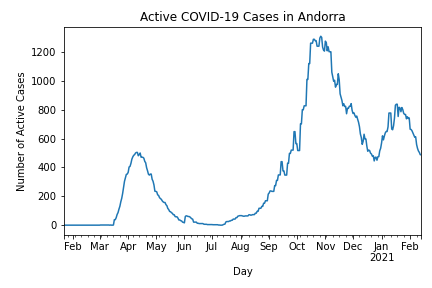 Active COVID-19 Cases in Andorra
Number of Active Cases
1200
1000
800
600
400
200
0
Feb Mar Apr May Jun Jul Aug Sep Oct Nov Dec Jan Feb
2021
Day